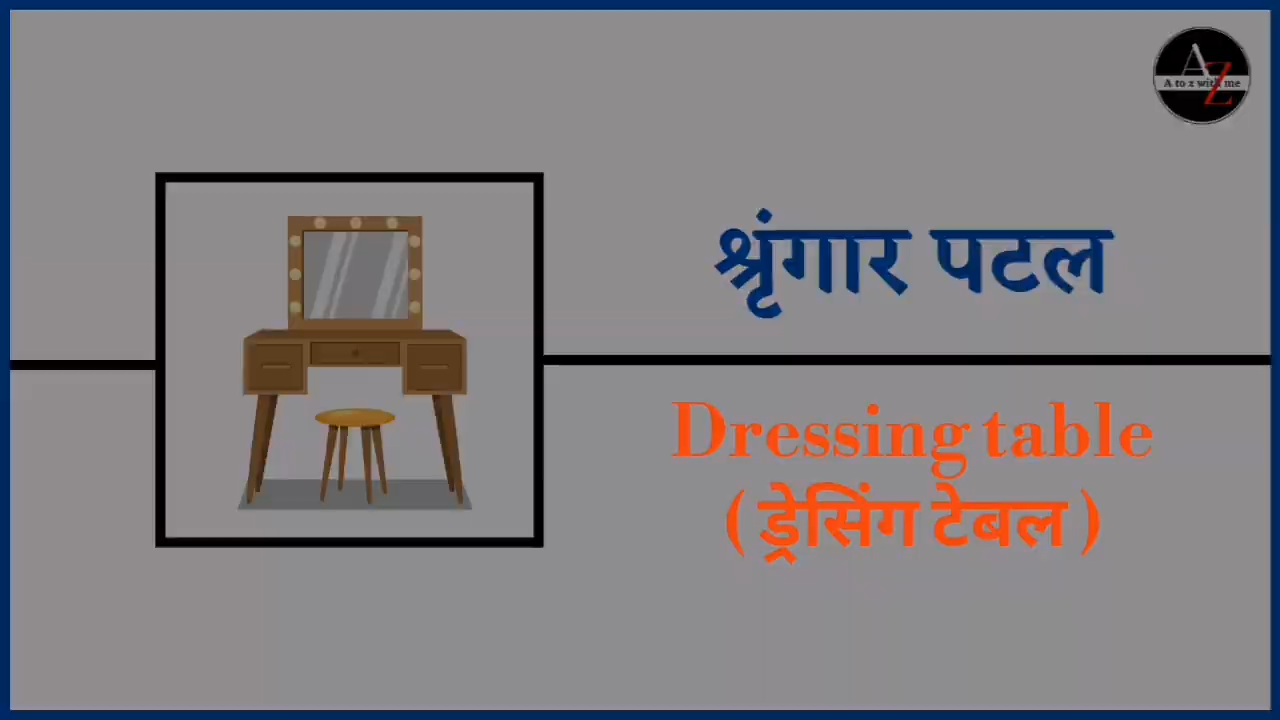 A Z
A to z with me
श्रृंगार पटल
Dressing table
( ड्रेसिंग टेबल )